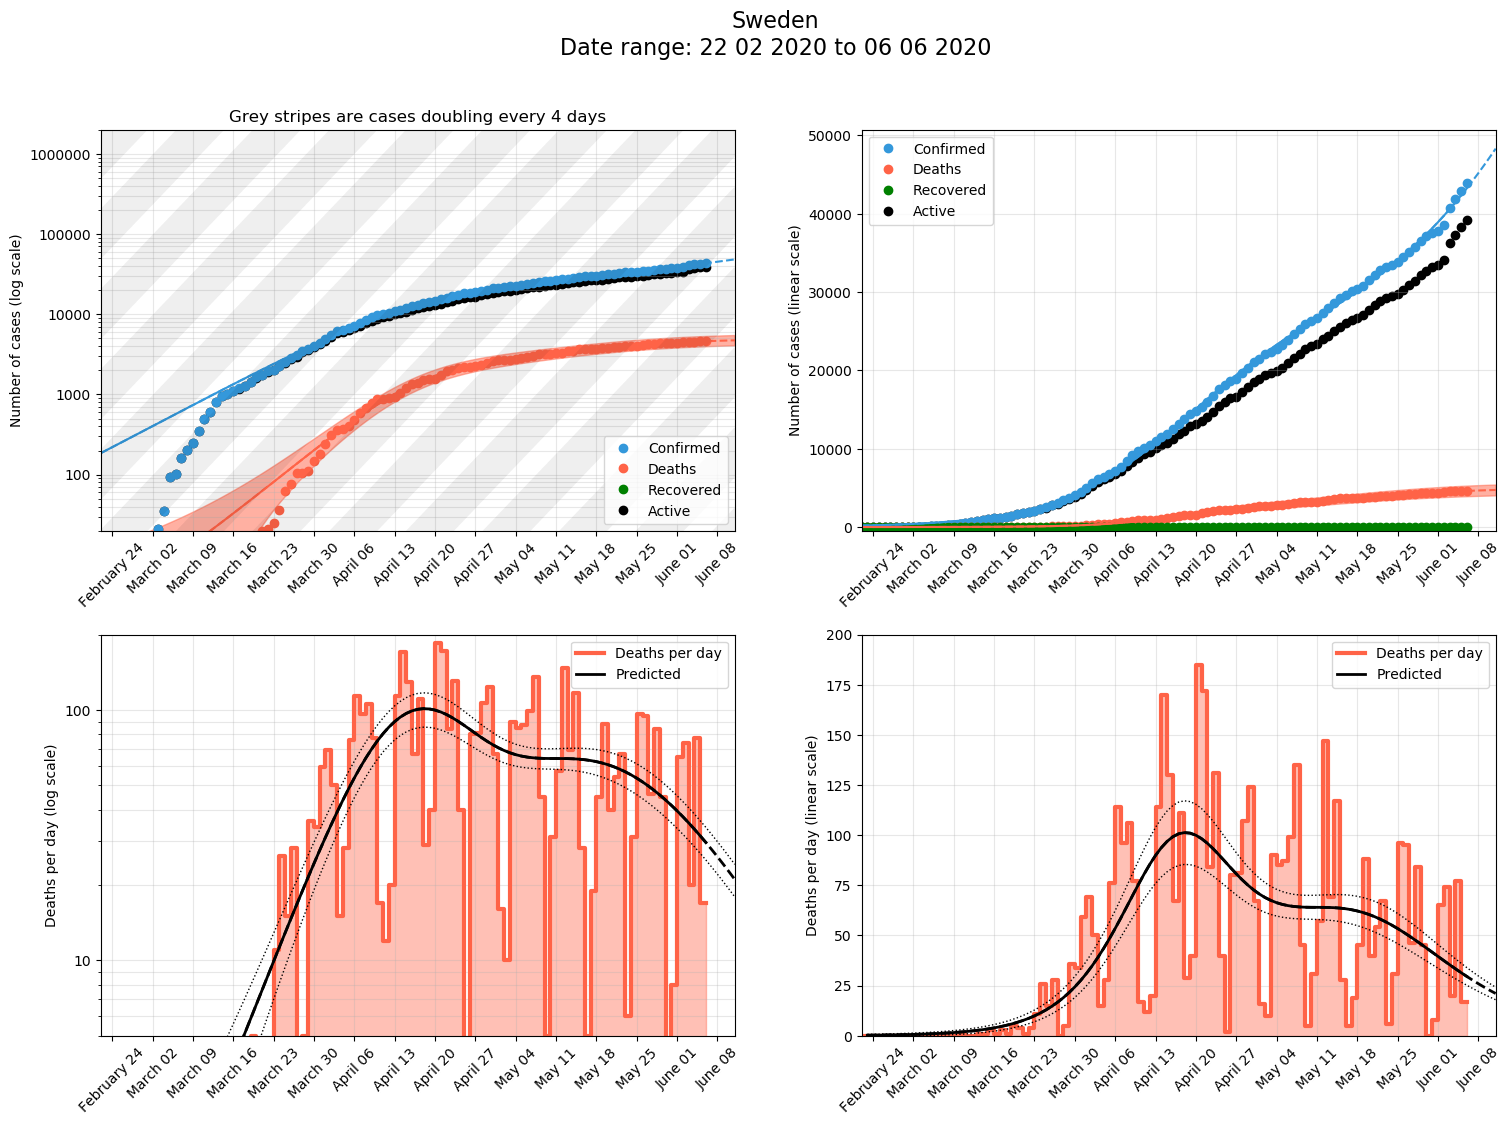 Sweden
Date range: 22 02 2020 to 06 06 2020
Grey stripes are cases doubling every 4 days
Number of cases (log scale)
1000000
100000
10000
1000
100
Confirmed
Deaths
Recovered
Active
February 24
March 02
March 09
March 16
March 23
March 30
April 06
April 13
April 20
April 27
May 04
May 11
May 18
May 25
June 01
June 08
Number of cases (linear scale)
50000
40000
30000
20000
10000
0
Confirmed
Deaths
Recovered
Active
February 24
March 02
March 09
March 16
March 23
March 30
April 06
April 13
April 20
April 27
May 04
May 11
May 18
May 25
June 01
June 08
Deaths per day (log scale)
100
10
Deaths per day
Predicted
February 24
March 02
March 09
March 16
March 23
March 30
April 06
April 13
April 20
April 27
May 04
May 11
May 18
May 25
June 01
June 08
Deaths per day (linear scale)
200
175
150
125
100
75
50
25
0
Deaths per day
Predicted
February 24
March 02
March 09
March 16
March 23
March 30
April 06
April 13
April 20
April 27
May 04
May 11
May 18
May 25
June 01
June 08